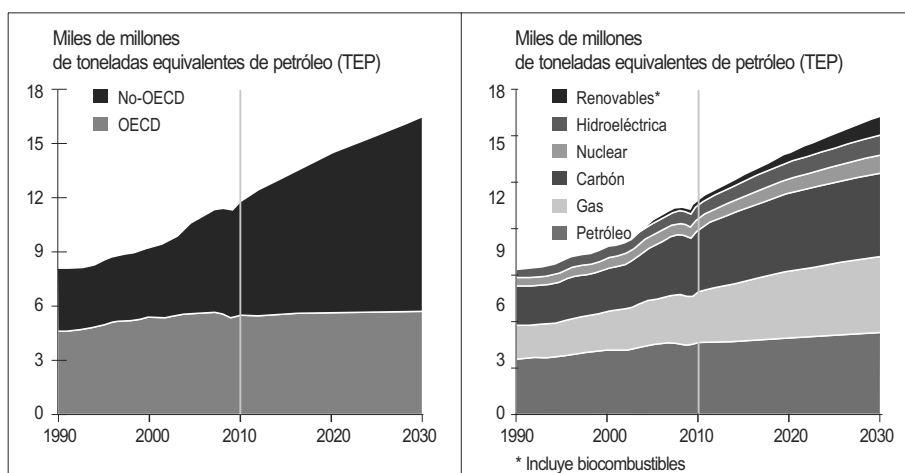 Miles de millones
de toneladas equivalentes de petróleo (TEP)
18
15
12
9
6
3
0
No-OECD
OECD
1990 2000 2010 2020 2030
Miles de millones
de toneladas equivalentes de petróleo (TEP)
18
15
12
9
6
3
0
Renovables*
Hidroeléctrica
Nuclear
Carbón
Gas
Petróleo
1990 2000 2010 2020 2030
* Incluye biocombustibles